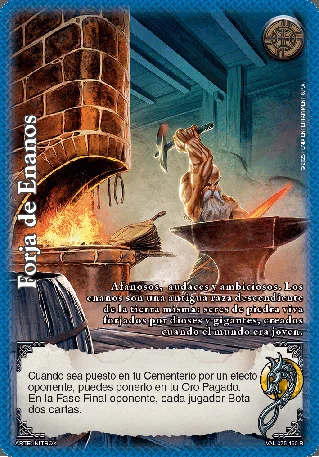 Forja de Enanos
Afanosos, audaces y ambiciosos. Los
enanos son una antigua raza descendiente
de la tierra misma; seres de piedra viva
forjados por dioses y gigantes, creados
cuando el mundo era joven.
Cuando sea puesto en tu Cementerio por un efecto
oponente, puedes ponerlo en tu Oro Pagado.
En la Fase Final oponente, cada jugador Bota
dos cartas.